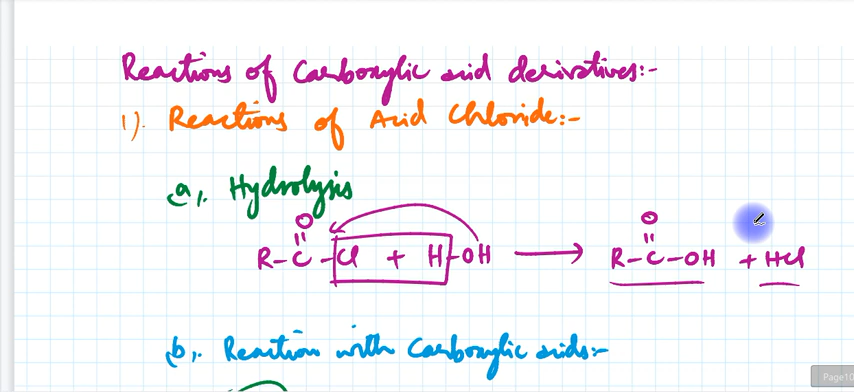 Reactions of Carboxylic acid derivatives:-
1). Reactions of Acid Chloride:-
a). Hydrolysis
O
||
R-C-Cl + H-OH ⟶
O
||
R-C-OH + HCl
b). Reaction with Carboxylic acids:-
Page10